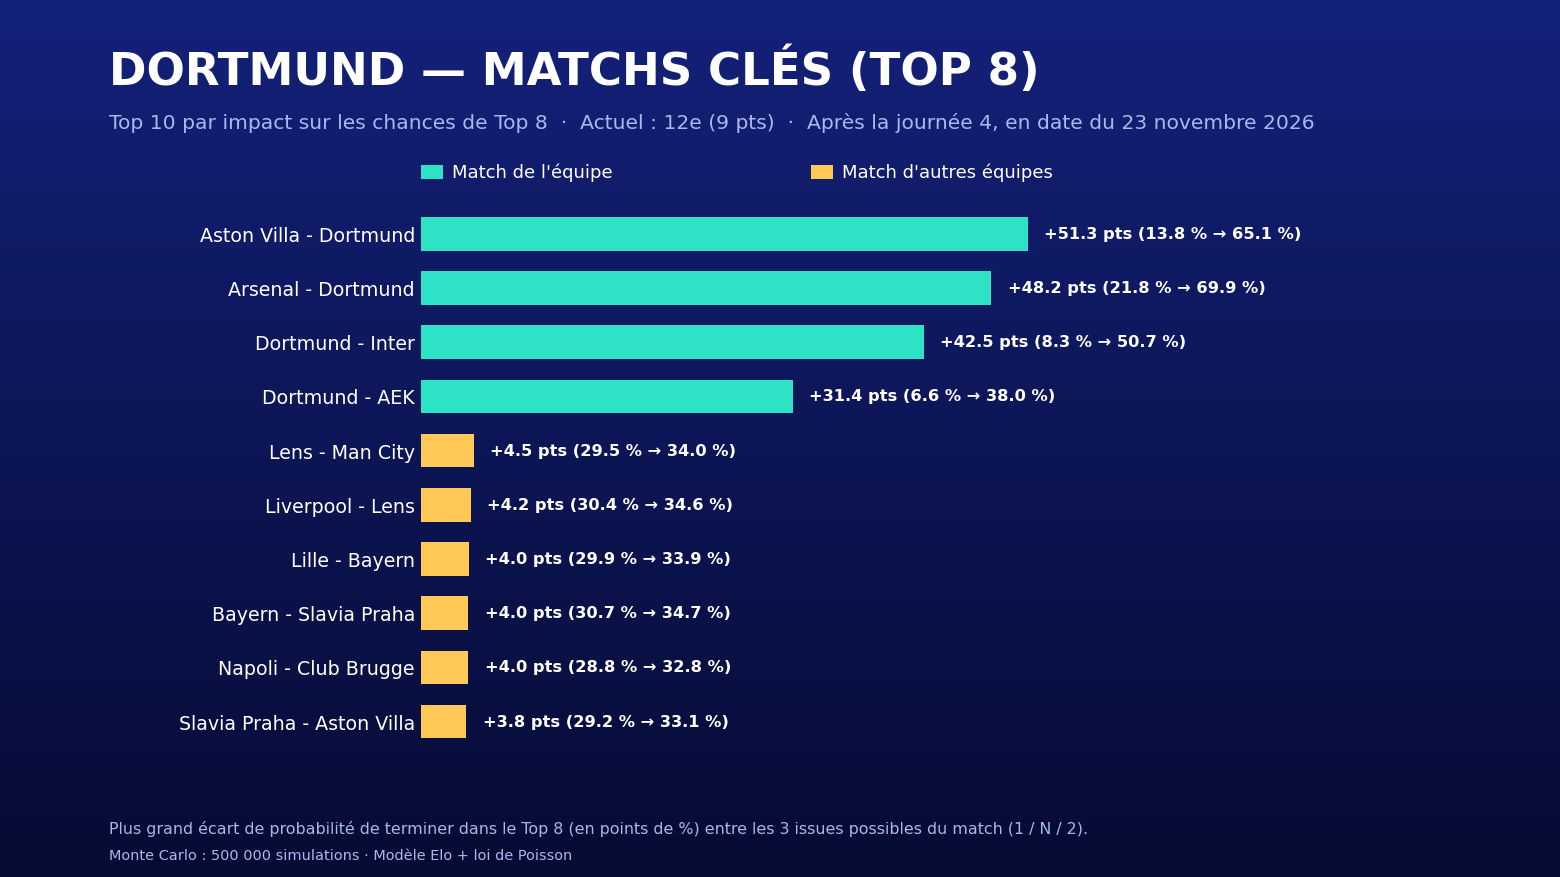 DORTMUND — MATCHS CLÉS (TOP 8)
Top 10 par impact sur les chances de Top 8 · Actuel : 12e (9 pts) · Après la journée 4, en date du 23 novembre 2026
Match de l'équipe Match d'autres équipes
Aston Villa - Dortmund +51.3 pts (13.8 % → 65.1 %)
Arsenal - Dortmund +48.2 pts (21.8 % → 69.9 %)
Dortmund - Inter +42.5 pts (8.3 % → 50.7 %)
Dortmund - AEK +31.4 pts (6.6 % → 38.0 %)
Lens - Man City +4.5 pts (29.5 % → 34.0 %)
Liverpool - Lens +4.2 pts (30.4 % → 34.6 %)
Lille - Bayern +4.0 pts (29.9 % → 33.9 %)
Bayern - Slavia Praha +4.0 pts (30.7 % → 34.7 %)
Napoli - Club Brugge +4.0 pts (28.8 % → 32.8 %)
Slavia Praha - Aston Villa +3.8 pts (29.2 % → 33.1 %)
Plus grand écart de probabilité de terminer dans le Top 8 (en points de %) entre les 3 issues possibles du match (1 / N / 2).
Monte Carlo : 500 000 simulations · Modèle Elo + loi de Poisson